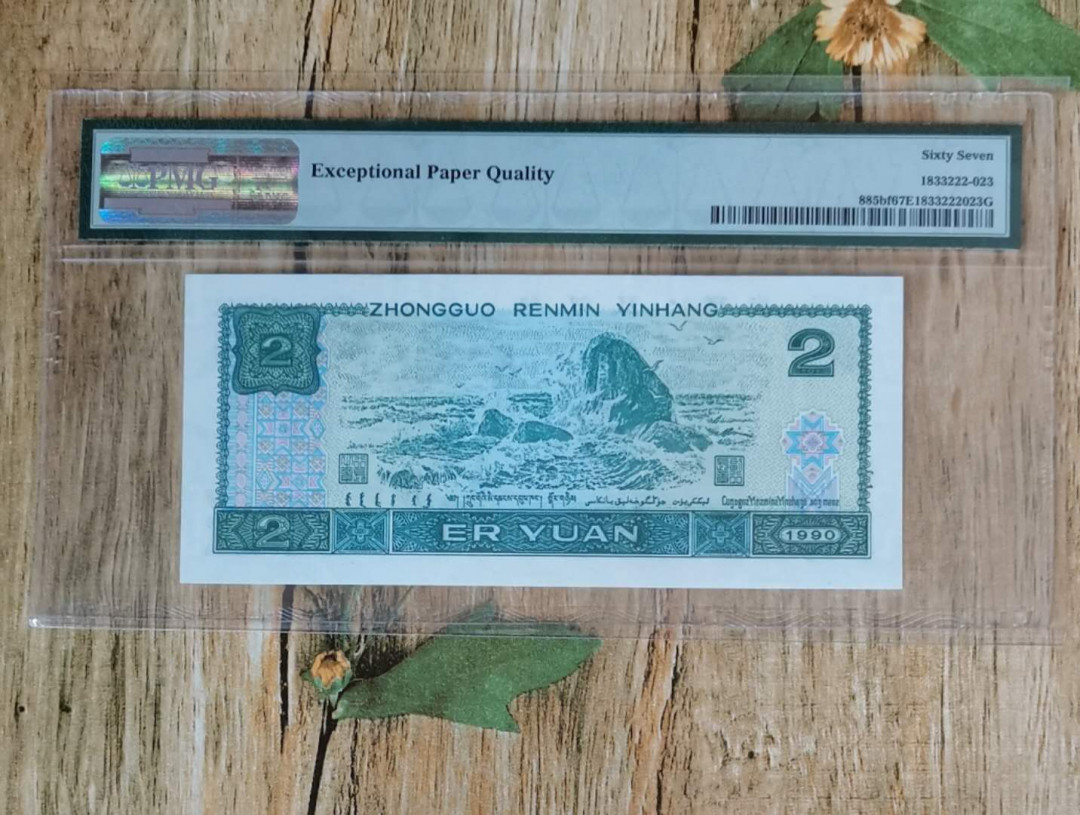 PMG
Exceptional Paper Quality
Sixty Seven
1833222-023
885bf67E1833222023G
ZHONGGUO RENMIN YINHANG
2
2
2
ER YUAN
1990